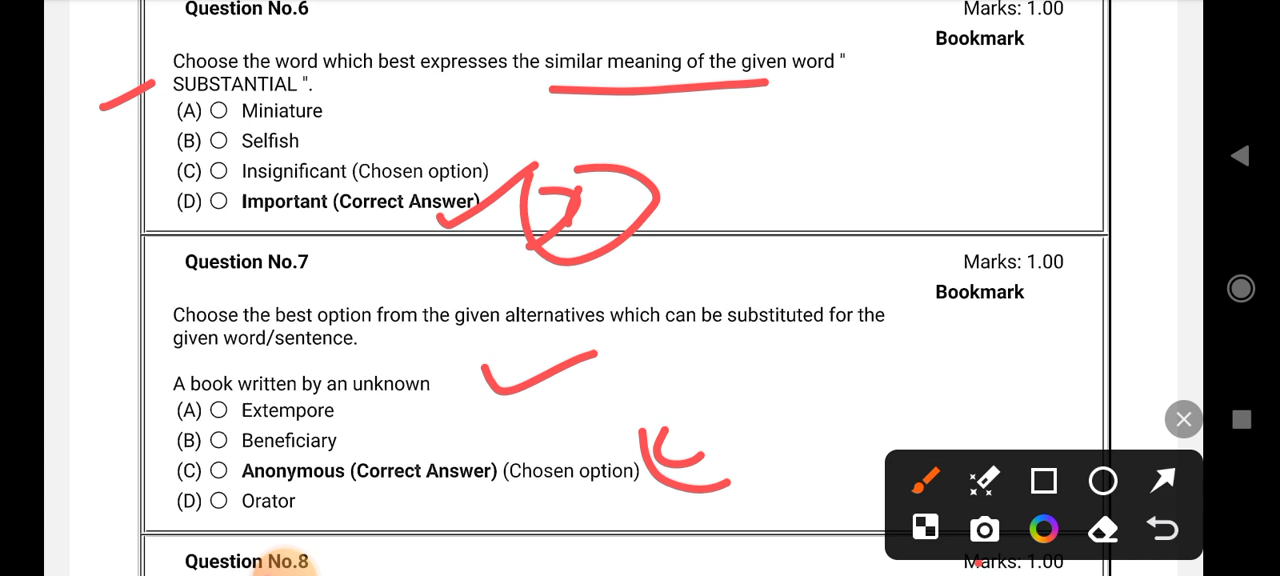 Question No.6
Marks: 1.00
Bookmark
Choose the word which best expresses the similar meaning of the given word "
SUBSTANTIAL ".
(A) Miniature
(B) Selfish
(C) Insignificant (Chosen option)
(D) Important (Correct Answer)
Question No.7
Marks: 1.00
Bookmark
Choose the best option from the given alternatives which can be substituted for the
given word/sentence.
A book written by an unknown
(A) Extempore
(B) Beneficiary
(C) Anonymous (Correct Answer) (Chosen option)
(D) Orator
Question No.8
Marks: 1.00